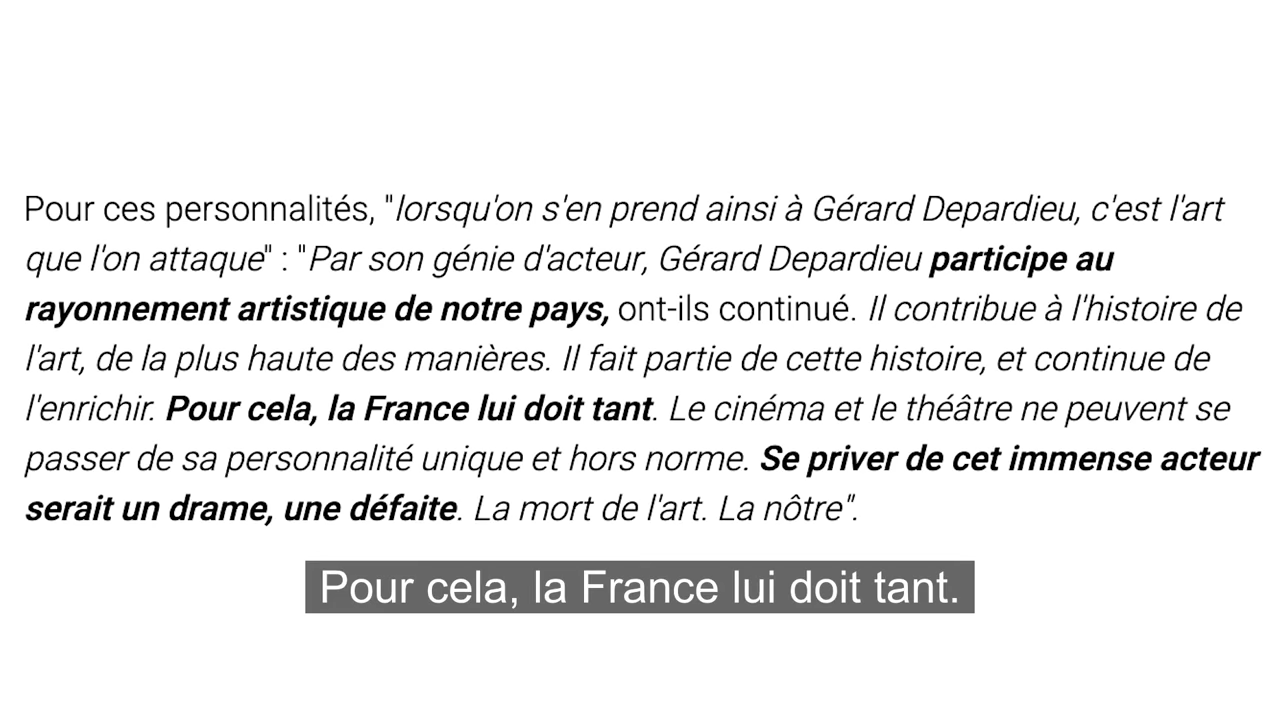 Pour ces personnalités, "lorsqu'on s'en prend ainsi à Gérard Depardieu, c'est l'art
que l'on attaque" : "Par son génie d'acteur, Gérard Depardieu participe au
rayonnement artistique de notre pays, ont-ils continué. Il contribue à l'histoire de
l'art, de la plus haute des manières. Il fait partie de cette histoire, et continue de
l'enrichir. Pour cela, la France lui doit tant. Le cinéma et le théâtre ne peuvent se
passer de sa personnalité unique et hors norme. Se priver de cet immense acteur
serait un drame, une défaite. La mort de l'art. La nôtre".
Pour cela, la France lui doit tant.